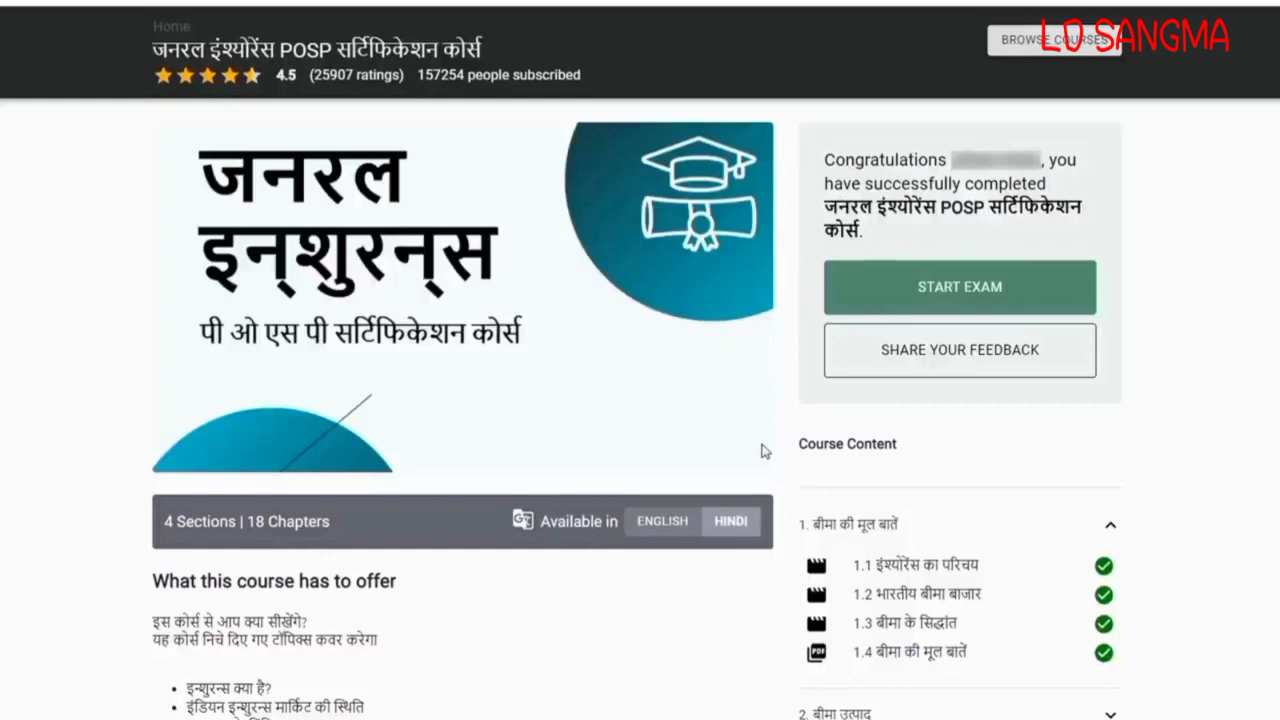 Home
जनरल इंश्योरेंस POSP सर्टिफिकेशन कोर्स
4.5 (25907 ratings) 157254 people subscribed
BROWSE COURSES
LD SANGMA
जनरल
इन्शुरन्स
पी ओ एस पी सर्टिफिकेशन कोर्स
Congratulations , you
have successfully completed
जनरल इंश्योरेंस POSP सर्टिफिकेशन
कोर्स.
START EXAM
SHARE YOUR FEEDBACK
Course Content
4 Sections | 18 Chapters
Available in ENGLISH HINDI
1. बीमा की मूल बातें
1.1 इंश्योरेंस का परिचय
1.2 भारतीय बीमा बाजार
1.3 बीमा के सिद्धांत
PDF 1.4 बीमा की मूल बातें
2. बीमा उत्पाद
What this course has to offer
इस कोर्स से आप क्या सीखेंगे?
यह कोर्स निचे दिए गए टॉपिक्स कवर करेगा
• इन्शुरन्स क्या है?
• इंडियन इन्शुरन्स मार्किट की स्थिति